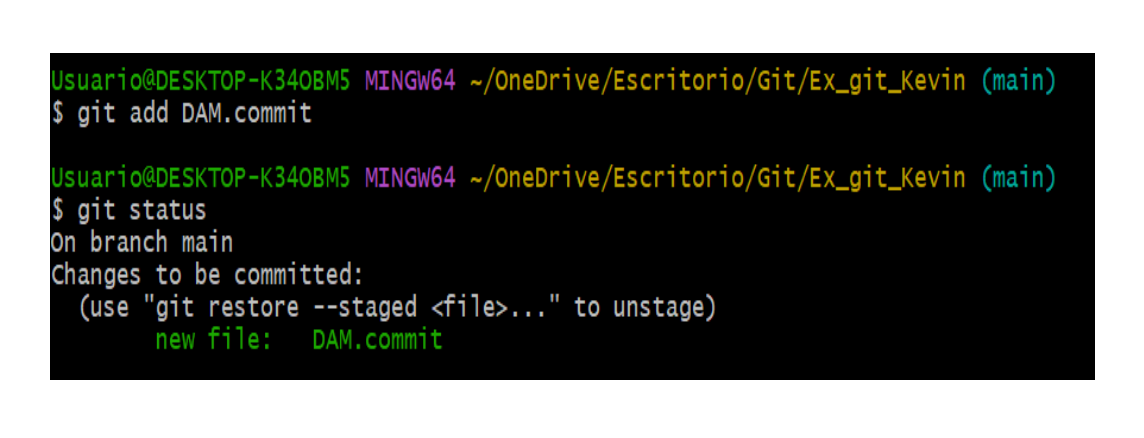 Usuario@DESKTOP-K34OBM5 MINGW64 ~/OneDrive/Escritorio/Git/Ex_git_Kevin (main)
$ git add DAM.commit
Usuario@DESKTOP-K34OBM5 MINGW64 ~/OneDrive/Escritorio/Git/Ex_git_Kevin (main)
$ git status
On branch main
Changes to be committed:
  (use "git restore --staged <file>..." to unstage)
        new file:   DAM.commit